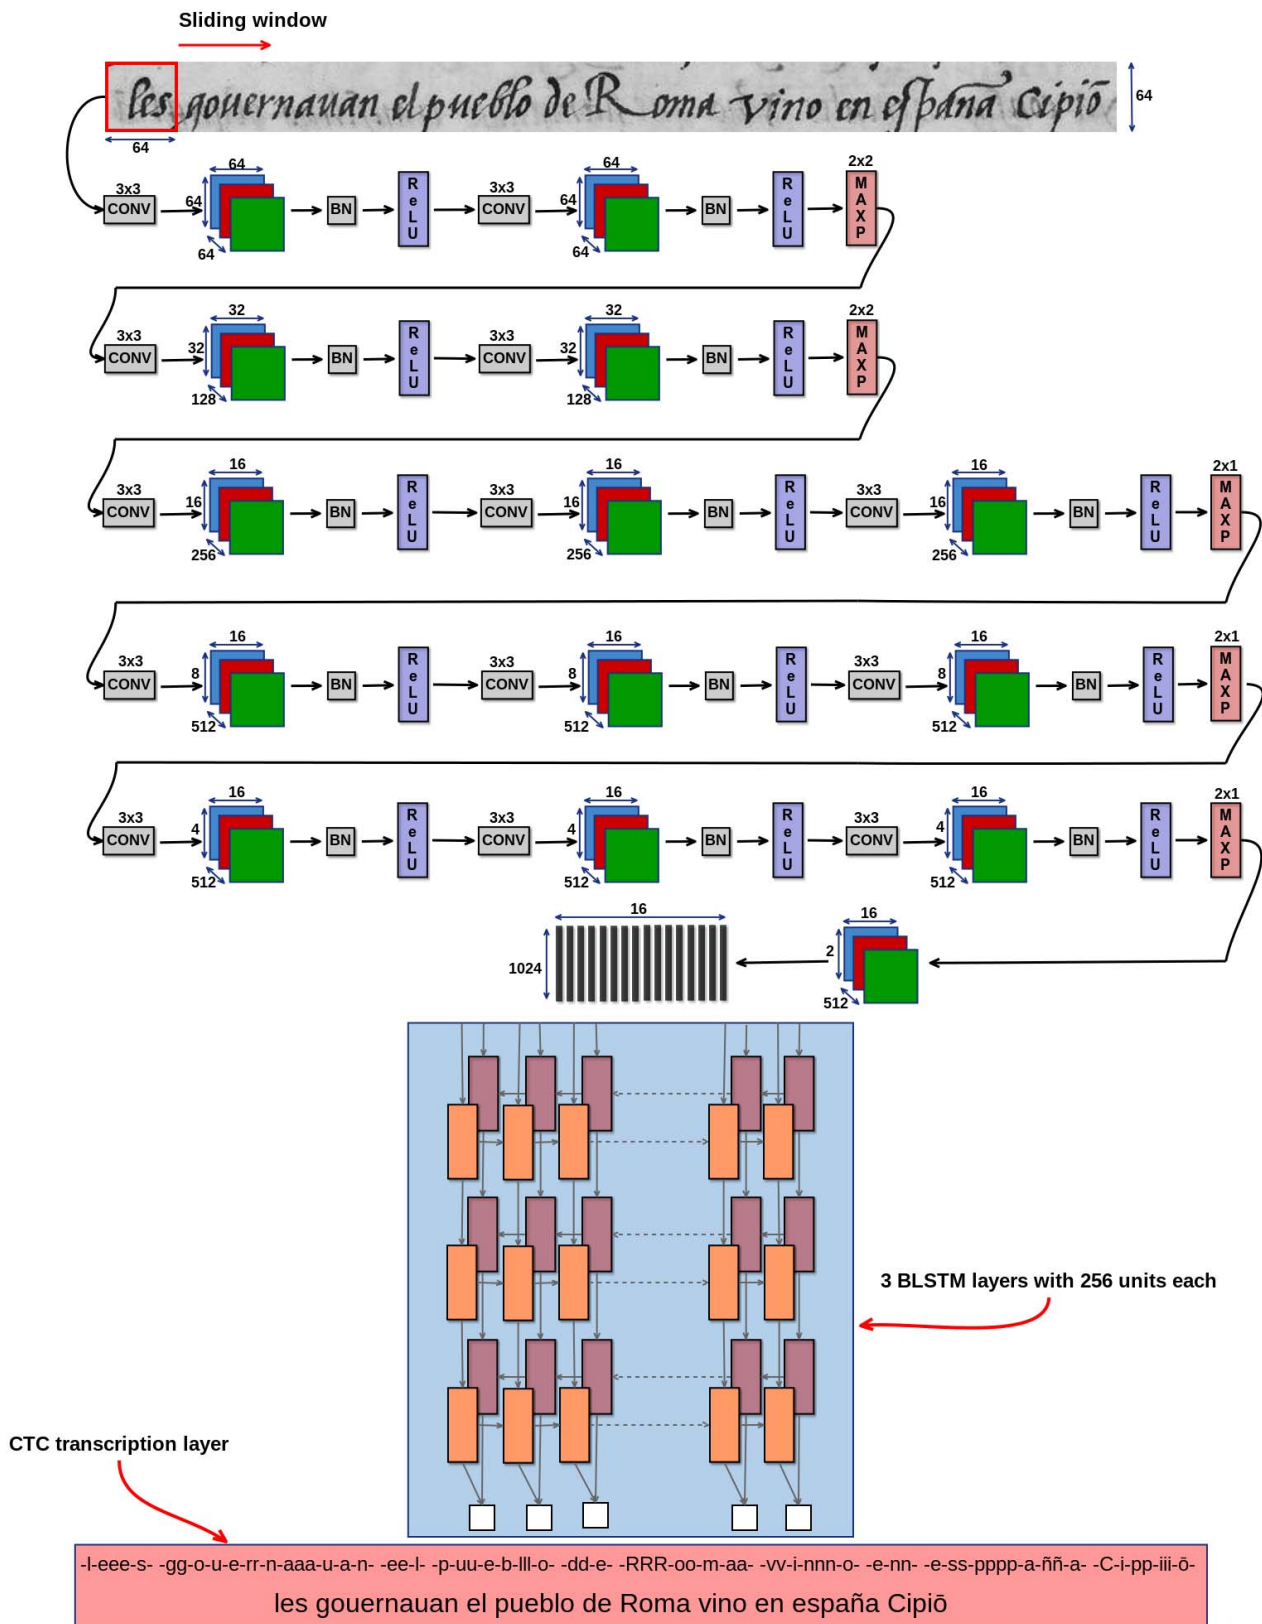 Sliding window
les gouernauan el pueblo de Roma vino en españa Cipiō
64
64
3x3
CONV
64
64
64
BN
ReLU
3x3
CONV
64
64
64
BN
ReLU
2x2
MAXP
3x3
CONV
32
32
128
BN
ReLU
3x3
CONV
32
32
128
BN
ReLU
2x2
MAXP
3x3
CONV
16
16
256
BN
ReLU
3x3
CONV
16
16
256
BN
ReLU
3x3
CONV
16
16
256
BN
ReLU
2x1
MAXP
3x3
CONV
16
8
512
BN
ReLU
3x3
CONV
16
8
512
BN
ReLU
3x3
CONV
16
8
512
BN
ReLU
2x1
MAXP
3x3
CONV
16
4
512
BN
ReLU
3x3
CONV
16
4
512
BN
ReLU
3x3
CONV
16
4
512
BN
ReLU
2x1
MAXP
16
1024
16
2
512
3 BLSTM layers with 256 units each
CTC transcription layer
-l-eee-s- -gg-o-u-e-rr-n-aaa-u-a-n- -ee-l- -p-uu-e-b-lll-o- -dd-e- -RRR-oo-m-aa- -vv-i-nnn-o- -e-nn- -e-ss-pppp-a-ññ-a- -C-i-pp-iii-ō-
les gouernauan el pueblo de Roma vino en españa Cipiō